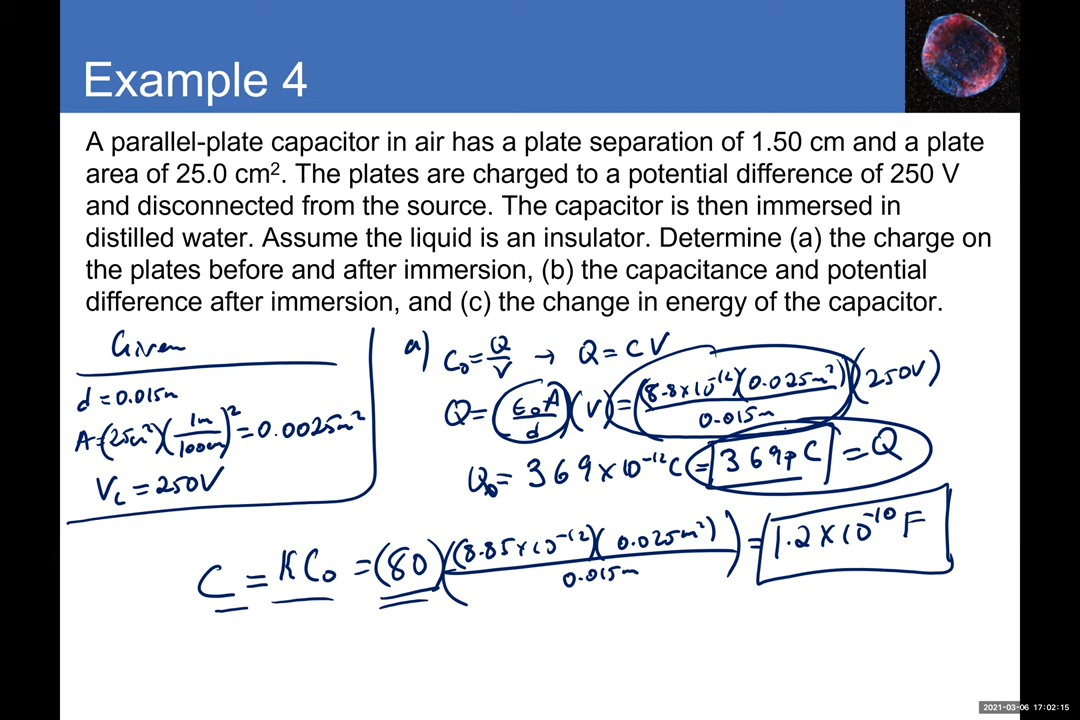 Example 4
A parallel-plate capacitor in air has a plate separation of 1.50 cm and a plate
area of 25.0 cm². The plates are charged to a potential difference of 250 V
and disconnected from the source. The capacitor is then immersed in
distilled water. Assume the liquid is an insulator. Determine (a) the charge on
the plates before and after immersion, (b) the capacitance and potential
difference after immersion, and (c) the change in energy of the capacitor.
Given
d = 0.015m
A = (25m²)(1m/100cm)² = 0.0025m²
V_c = 250V
a) C₀ = Q/V → Q = CV
Q = (ε₀A/d)(V) = ((8.8×10⁻¹²)(0.025m²)/0.015m)(250V)
Q₀ = 369×10⁻¹²C = 369pC = Q
C = KC₀ = (80)((8.85×10⁻¹²)(0.025m²)/0.015m) = 1.2×10⁻¹⁰F
2021-03-06 17:02:15